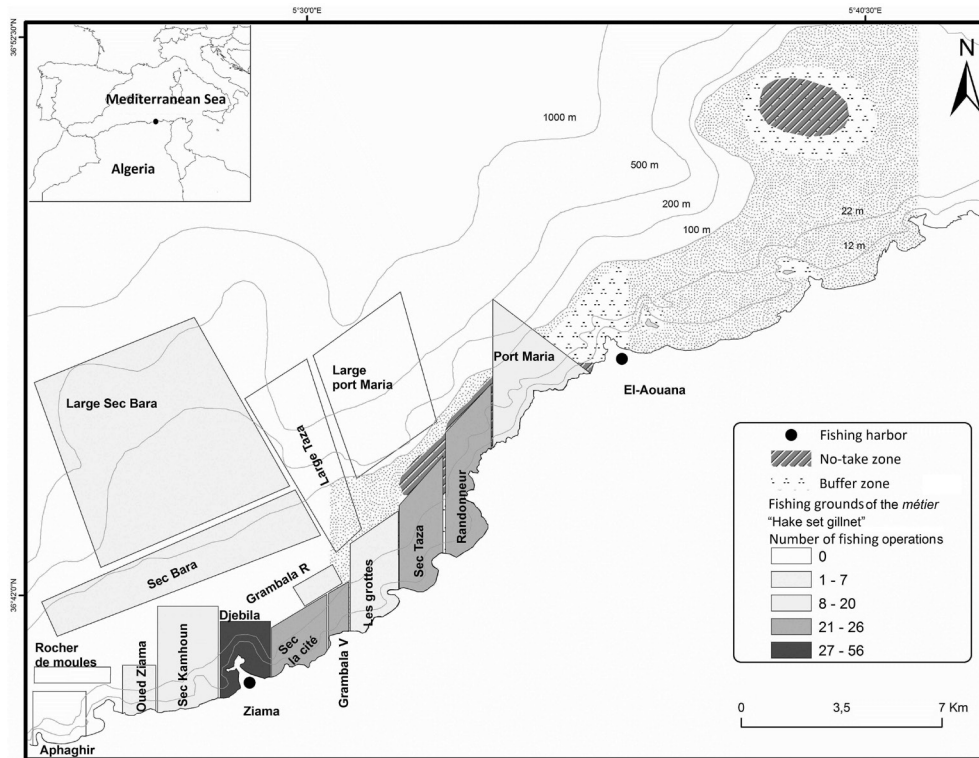 5°30'0"E
5°40'30"E
36°52'30"N
36°42'0"N
Mediterranean Sea
Algeria
N
1000 m
500 m
200 m
100 m
22 m
12 m
Large Sec Bara
Large
port Maria
Port Maria
Large Taza
El-Aouana
Sec Bara
Grambala R
Les grottes
Sec Taza
Randonneur
Rocher
de moules
Oued Ziama
Sec Kamhoun
Djebila
Sec
la cité
Grambala V
Aphaghir
Ziama
Fishing harbor
No-take zone
Buffer zone
Fishing grounds of the métier
“Hake set gillnet”
Number of fishing operations
0
1 - 7
8 - 20
21 - 26
27 - 56
0 3,5 7 Km